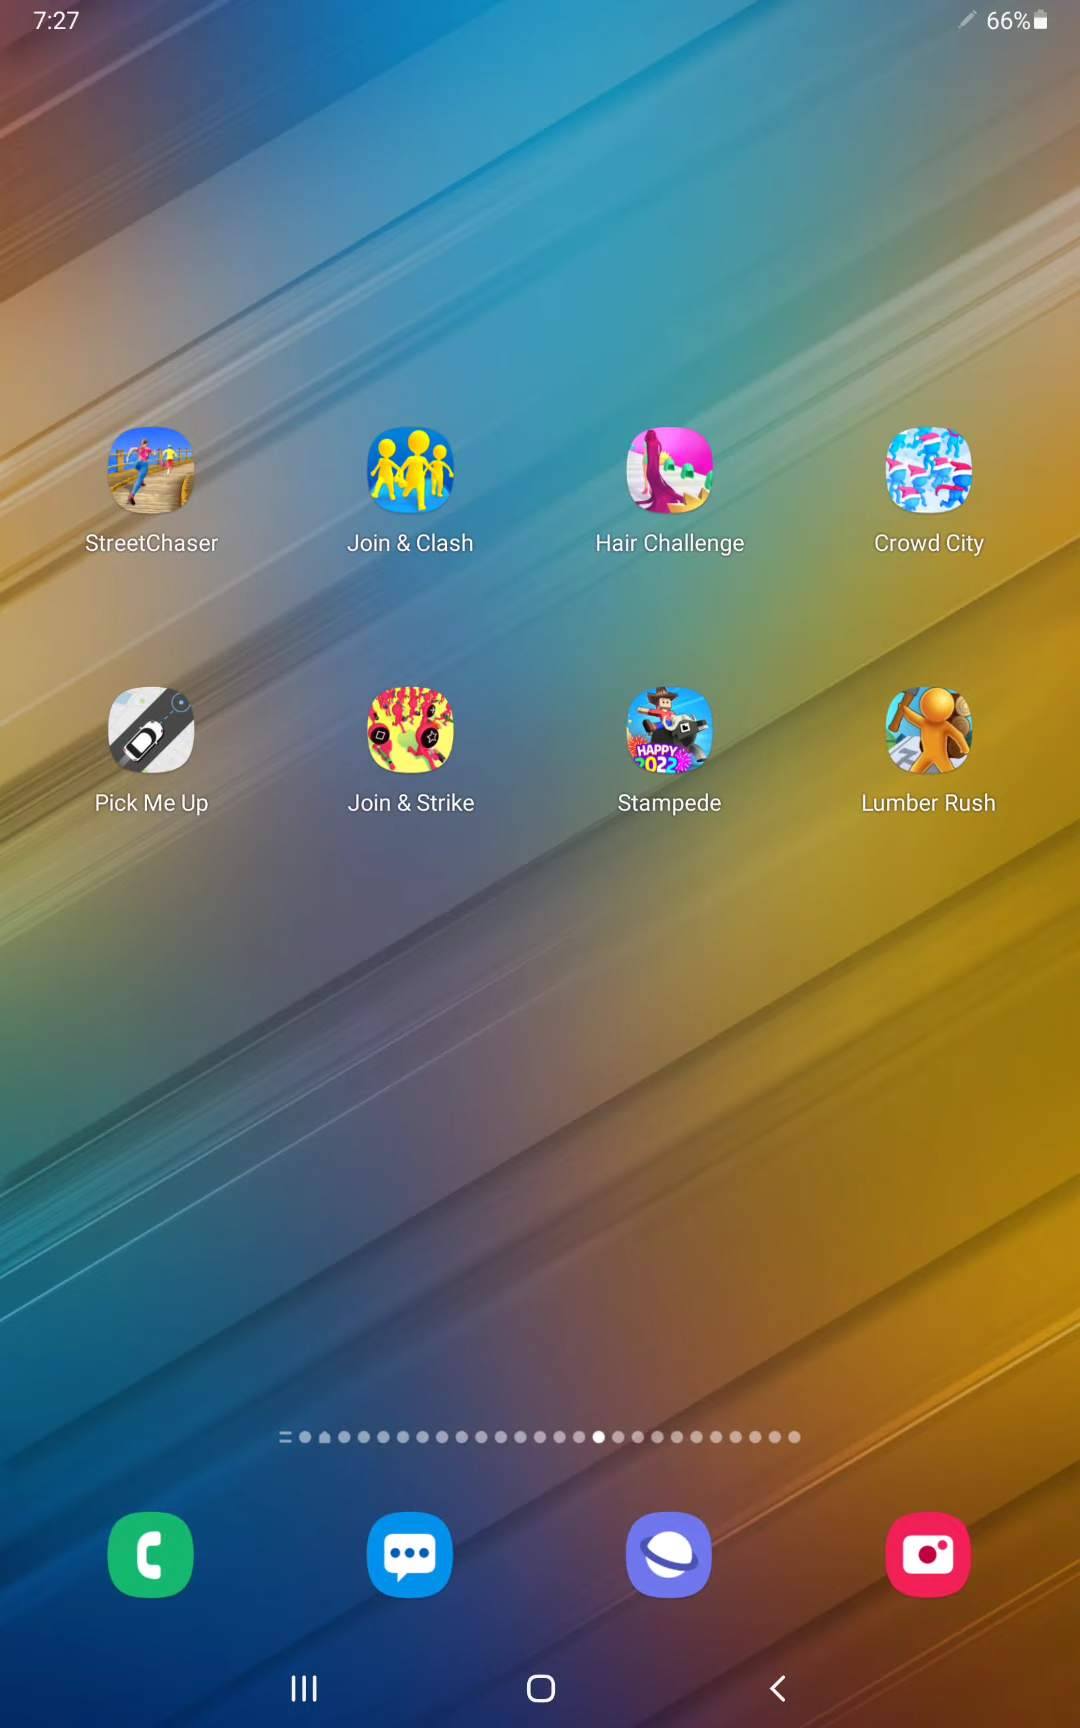 7:27 66%
StreetChaser Join & Clash Hair Challenge Crowd City
HAPPY
2022
Pick Me Up Join & Strike Stampede Lumber Rush